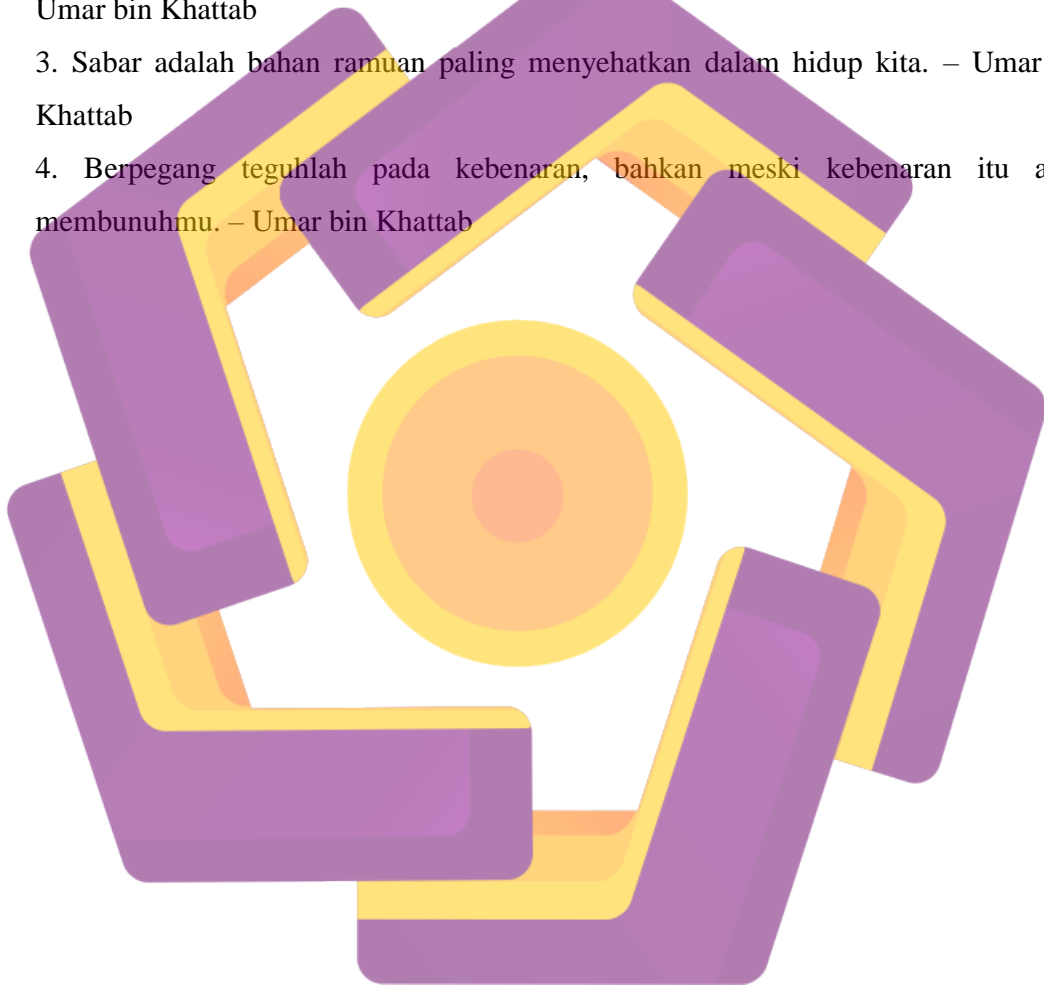 Umar bin Khattab
3. Sabar adalah bahan ramuan paling menyehatkan dalam hidup kita. – Umar
Khattab
4. Berpegang teguhlah pada kebenaran, bahkan meski kebenaran itu a
membunuhmu. – Umar bin Khattab